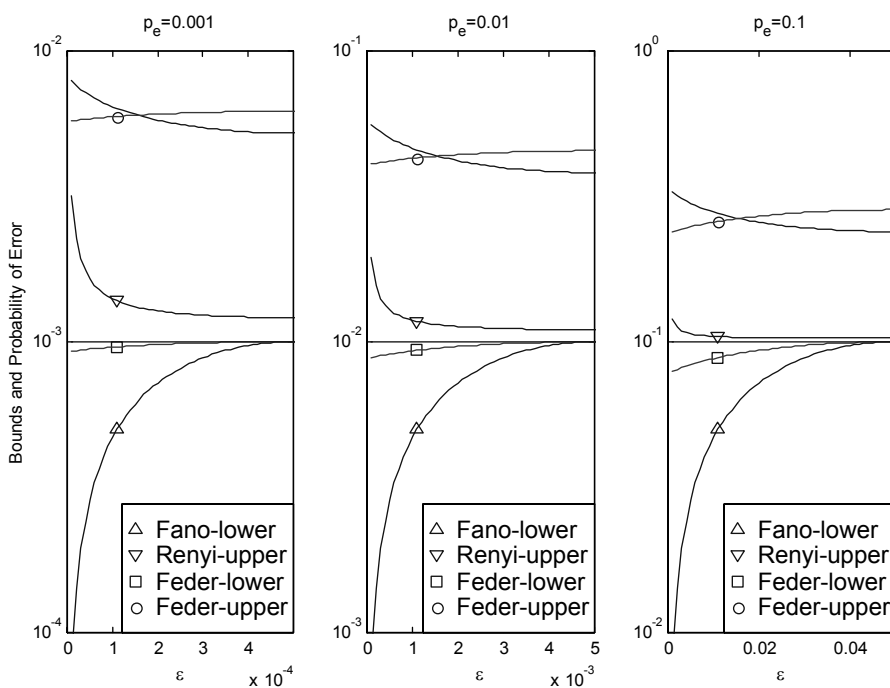 p_e=0.001
p_e=0.01
p_e=0.1
Bounds and Probability of Error
10^-2
10^-3
10^-4
10^-1
10^-2
10^-3
10^0
10^-1
10^-2
Fano-lower
Renyi-upper
Feder-lower
Feder-upper
Fano-lower
Renyi-upper
Feder-lower
Feder-upper
Fano-lower
Renyi-upper
Feder-lower
Feder-upper
0 1 2 3 4
ε x 10^-4
0 1 2 3 4 5
ε x 10^-3
0 0.02 0.04
ε